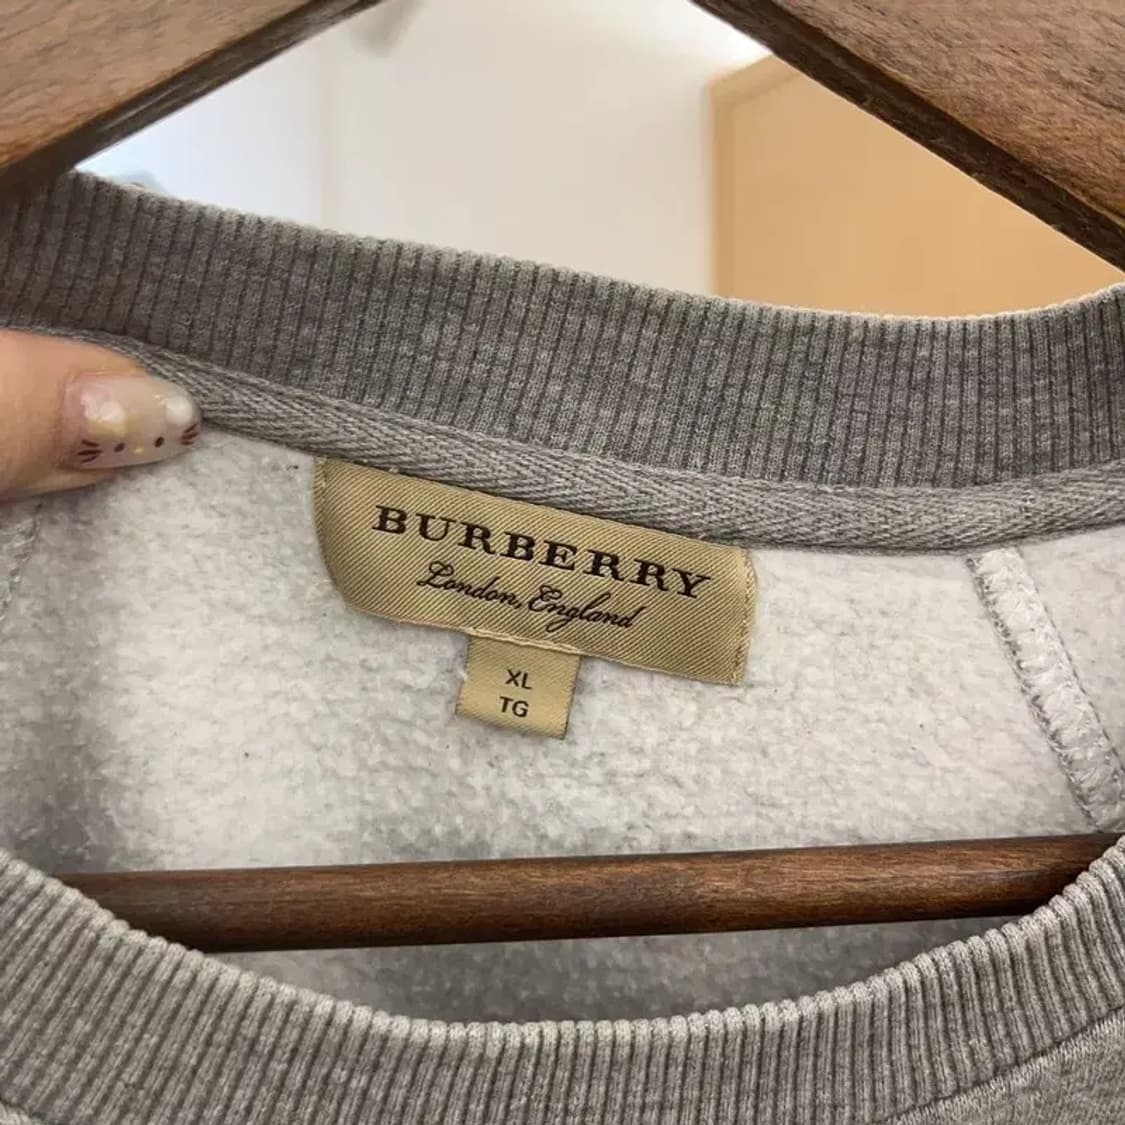 BURBERRY
London, England
XL
TG